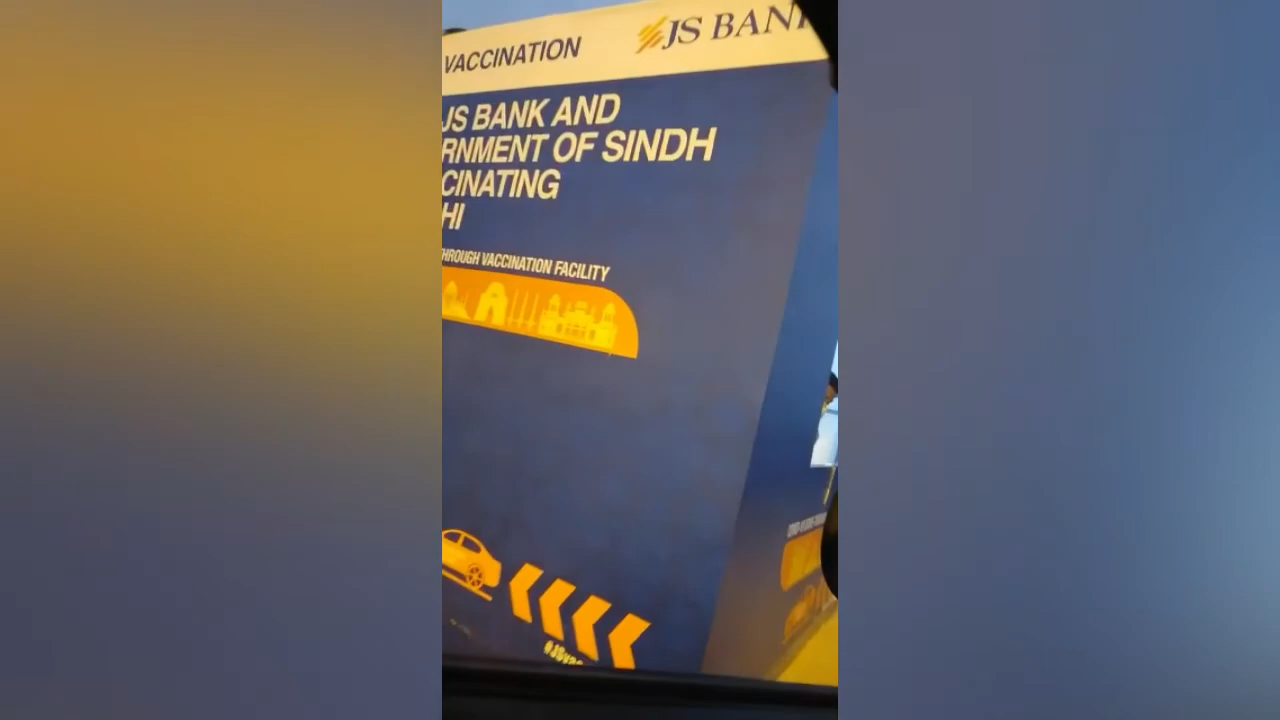 VACCINATION
JS BANK
JS BANK AND
RNMENT OF SINDH
CINATING
HI
HROUGH VACCINATION FACILITY